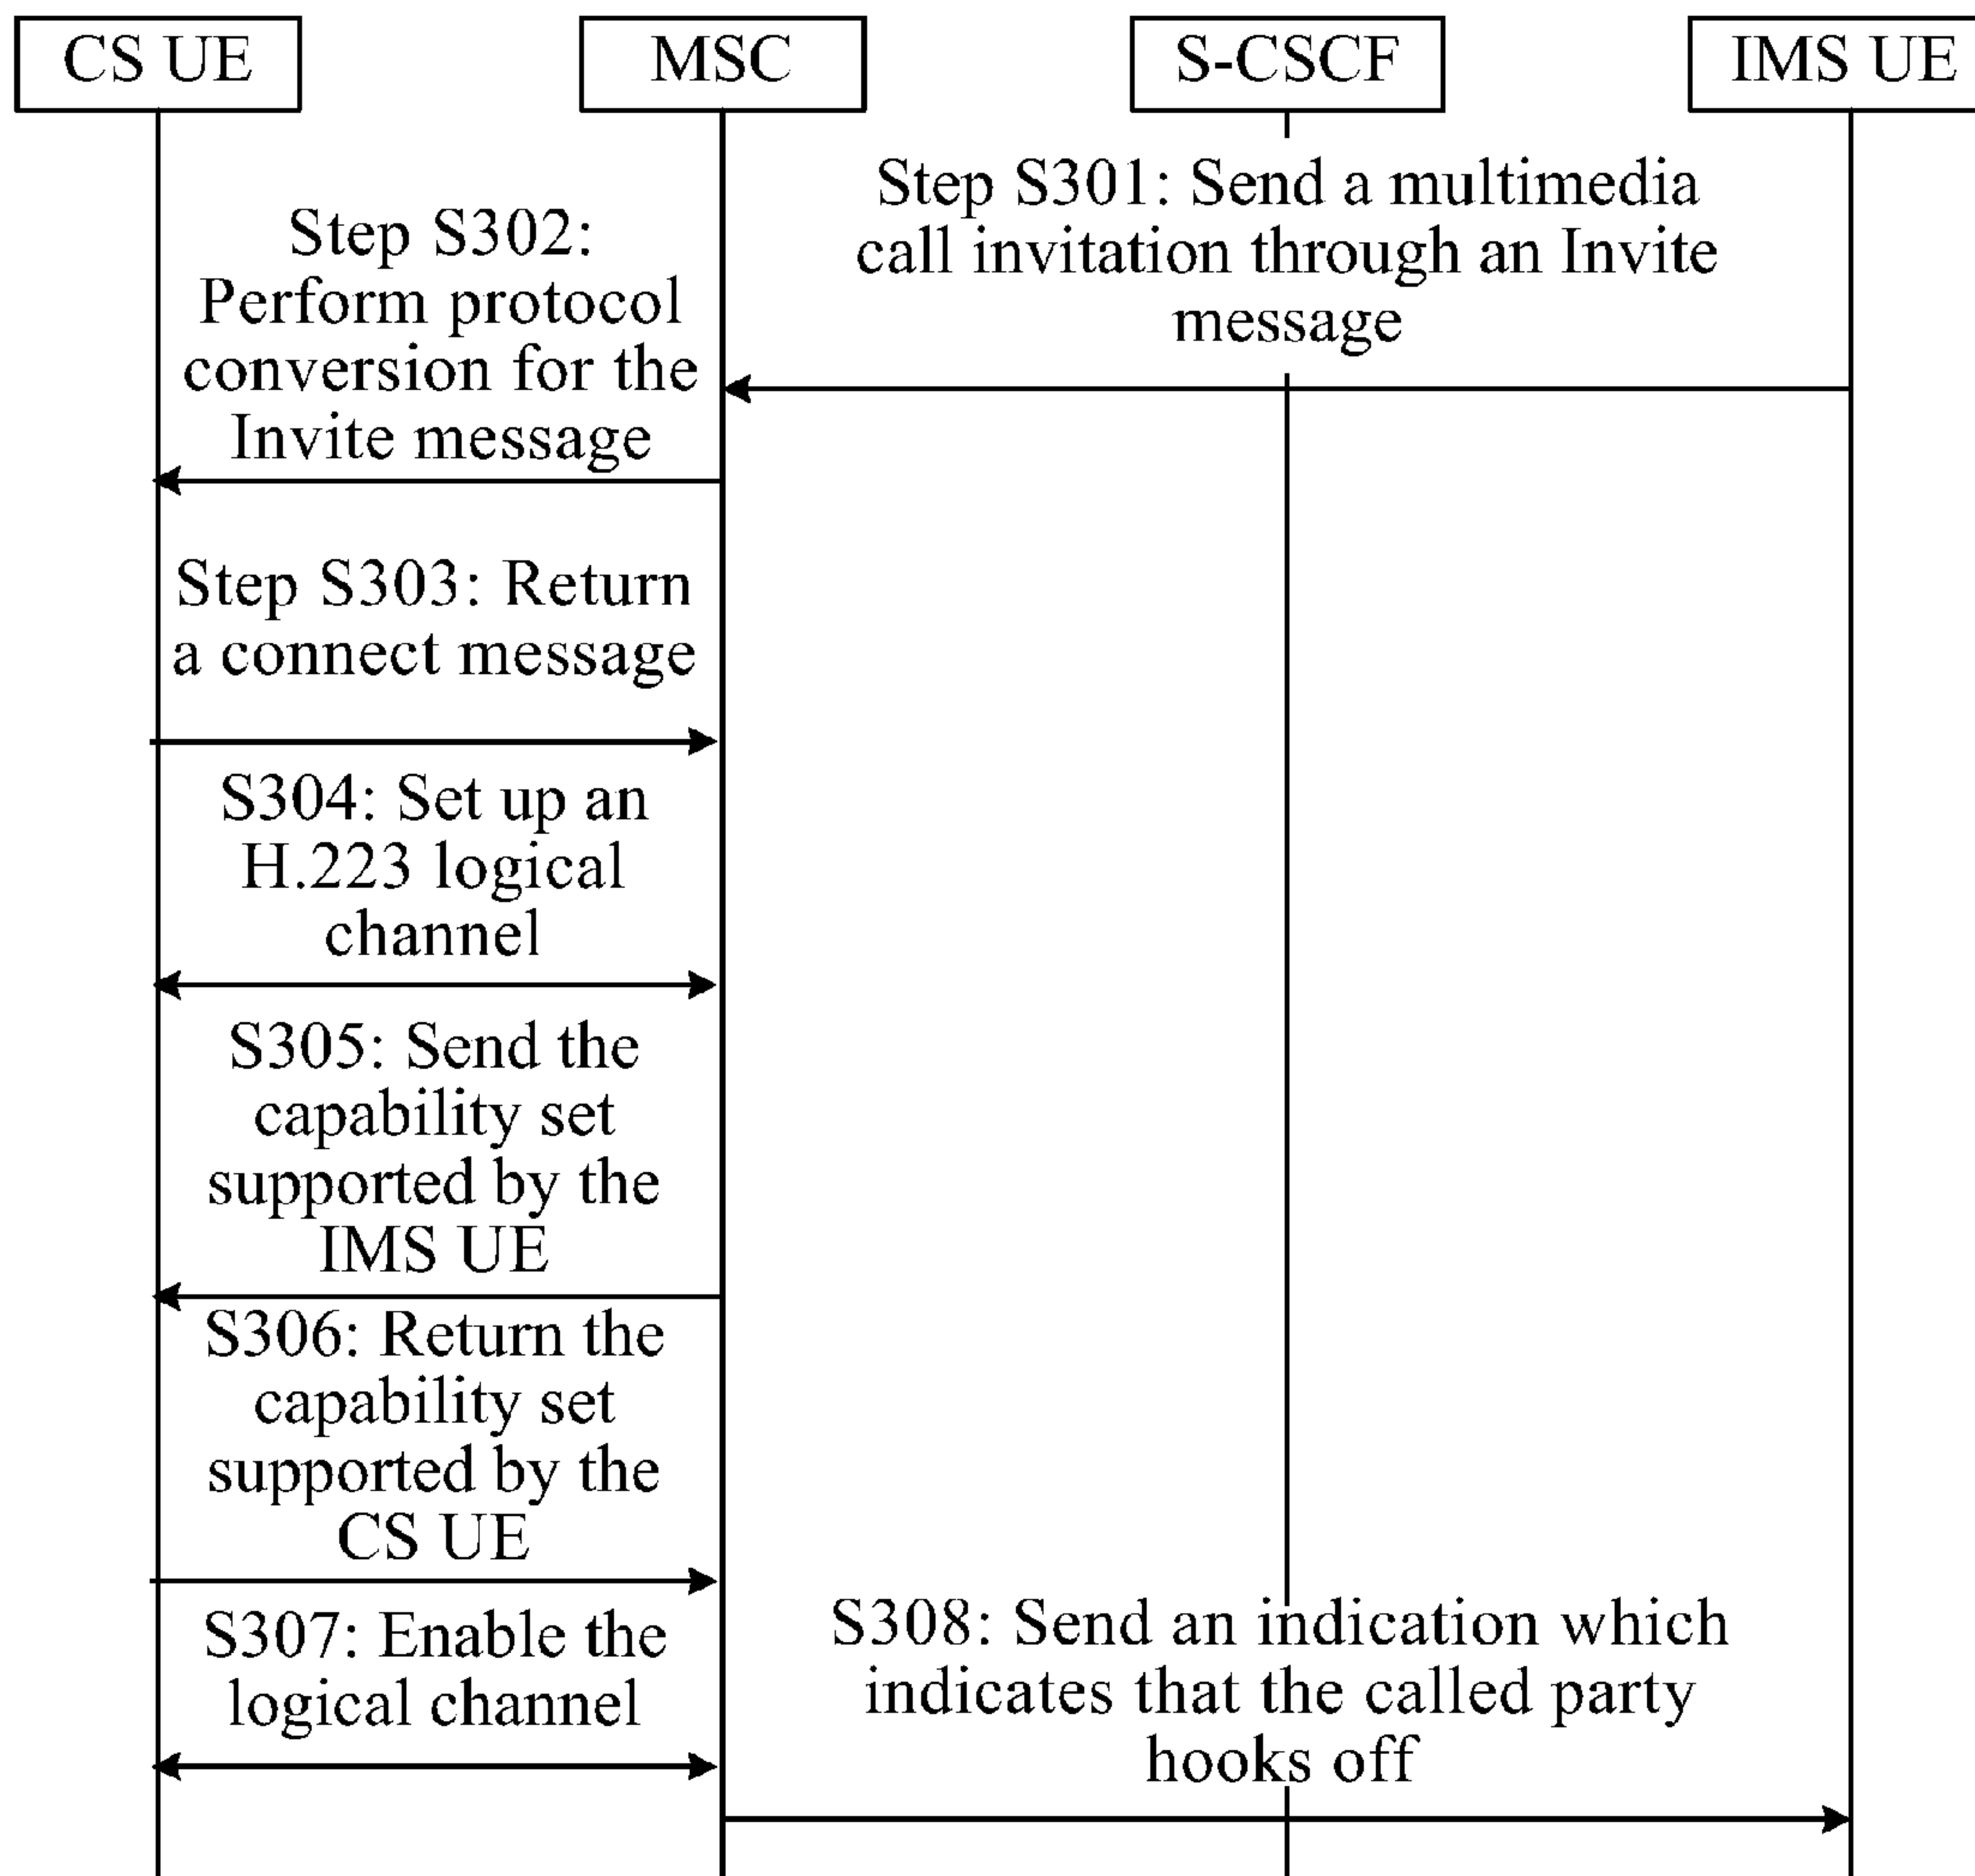 CS UE
MSC
S-CSCF
IMS UE
Step S301: Send a multimedia
call invitation through an Invite
message
Step S302:
Perform protocol
conversion for the
Invite message
Step S303: Return
a connect message
S304: Set up an
H.223 logical
channel
S305: Send the
capability set
supported by the
IMS UE
S306: Return the
capability set
supported by the
CS UE
S307: Enable the
logical channel
S308: Send an indication which
indicates that the called party
hooks off